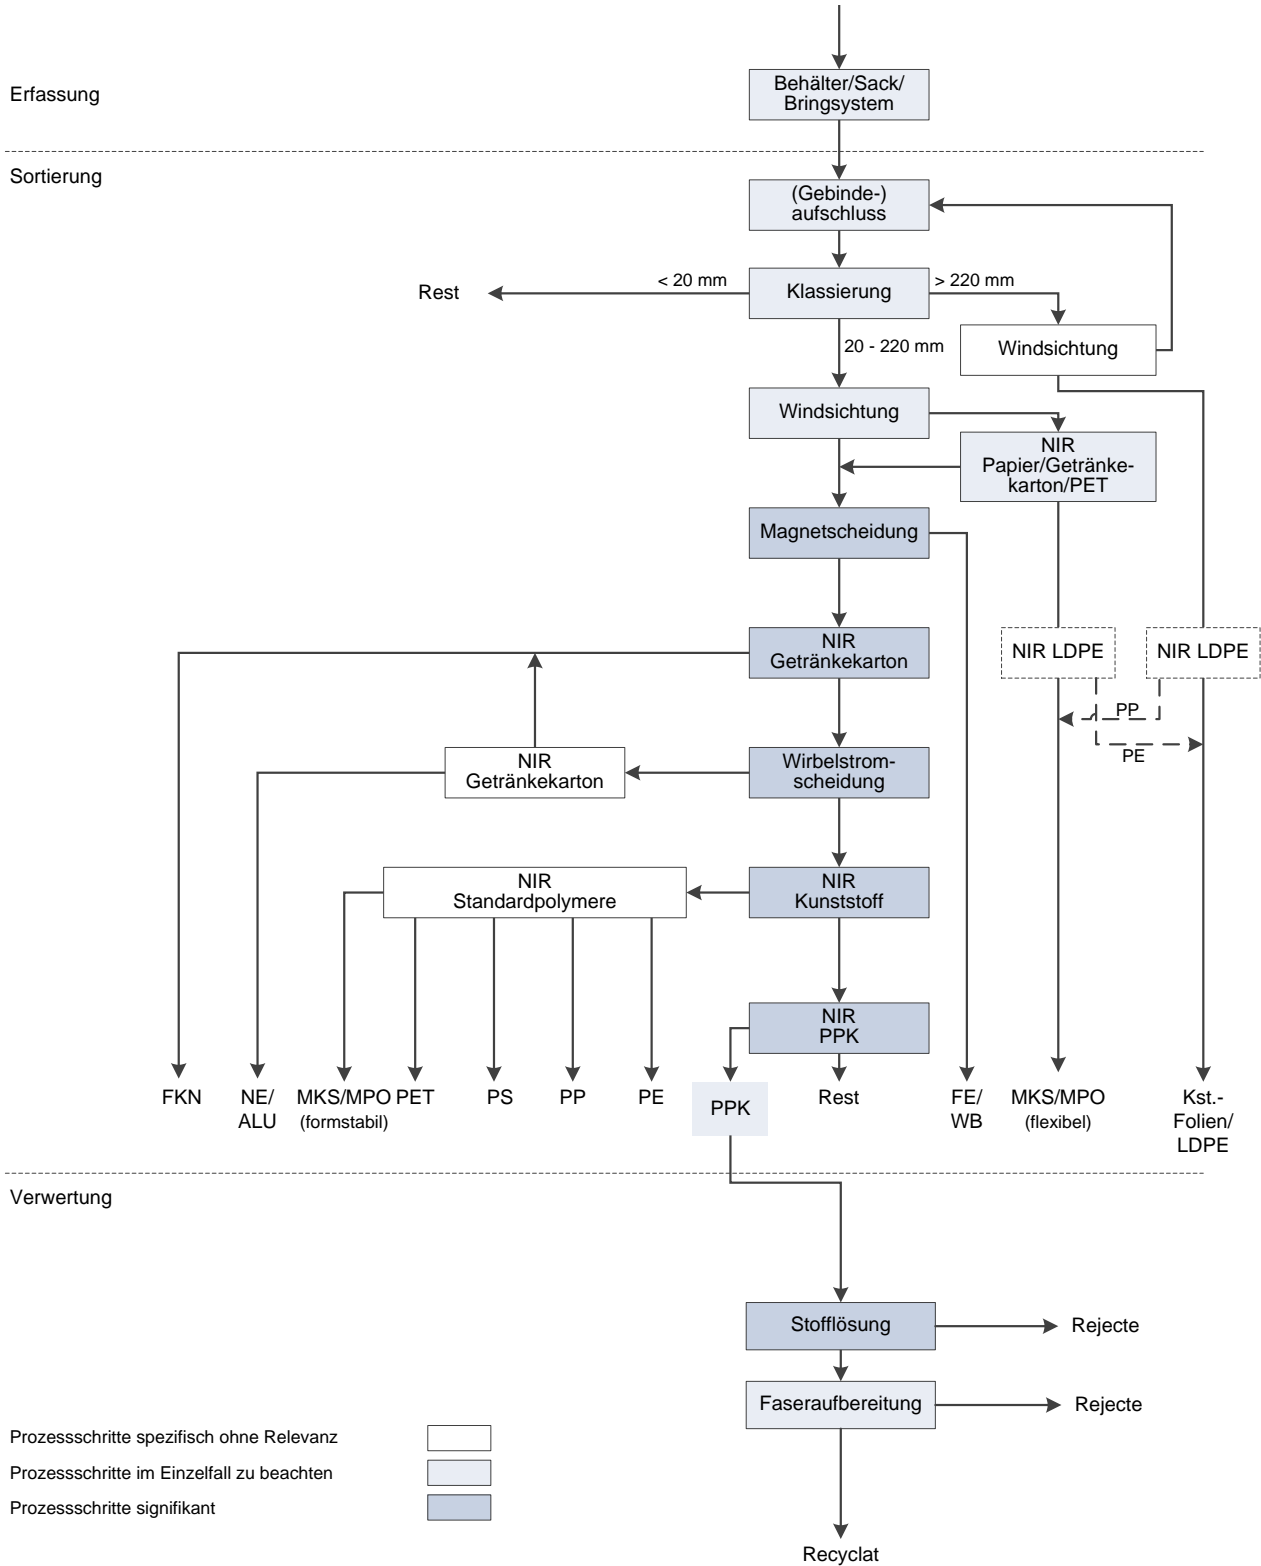 Erfassung
Behälter/Sack/
Bringsystem
Sortierung
(Gebinde-)
aufschluss
Rest
< 20 mm
Klassierung
> 220 mm
20 - 220 mm
Windsichtung
Windsichtung
NIR
Papier/Getränke-
karton/PET
Magnetscheidung
NIR
Getränkekarton
NIR LDPE
NIR LDPE
PP
PE
NIR
Getränkekarton
Wirbelstrom-
scheidung
NIR
Standardpolymere
NIR
Kunststoff
NIR
PPK
FKN
NE/
ALU
MKS/MPO
(formstabil)
PET
PS
PP
PE
PPK
Rest
FE/
WB
MKS/MPO
(flexibel)
Kst.-
Folien/
LDPE
Verwertung
Stofflösung
Rejecte
Faseraufbereitung
Rejecte
Prozessschritte spezifisch ohne Relevanz
Prozessschritte im Einzelfall zu beachten
Prozessschritte signifikant
Recyclat